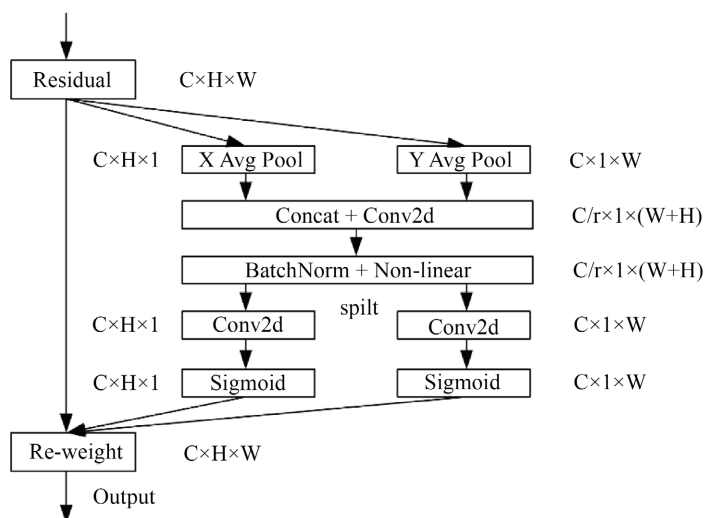 Residual C×H×W
C×H×1 X Avg Pool Y Avg Pool C×1×W
Concat + Conv2d C/r×1×(W+H)
BatchNorm + Non-linear C/r×1×(W+H)
spilt
C×H×1 Conv2d Conv2d C×1×W
C×H×1 Sigmoid Sigmoid C×1×W
Re-weight C×H×W
Output